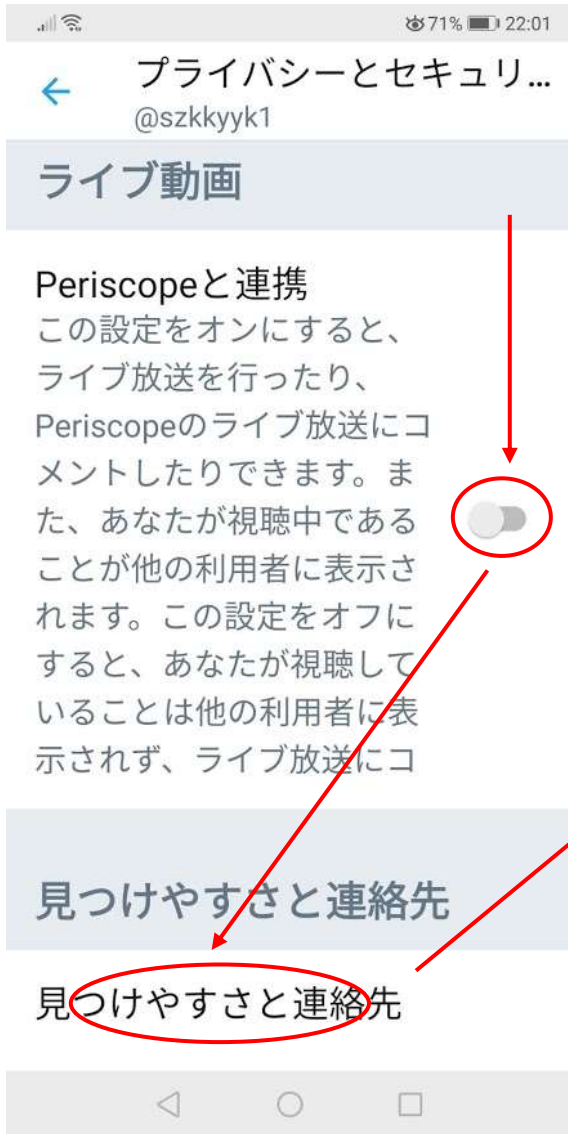 71% 22:01
プライバシーとセキュリ...
@szkkyyk1
ライブ動画
Periscopeと連携
この設定をオンにすると、
ライブ放送を行ったり、
Periscopeのライブ放送にコ
メントしたりできます。ま
た、あなたが視聴中である
ことが他の利用者に表示さ
れます。この設定をオフに
すると、あなたが視聴して
いることは他の利用者に表
示されず、ライブ放送にコ
見つけやすさと連絡先
見つけやすさと連絡先